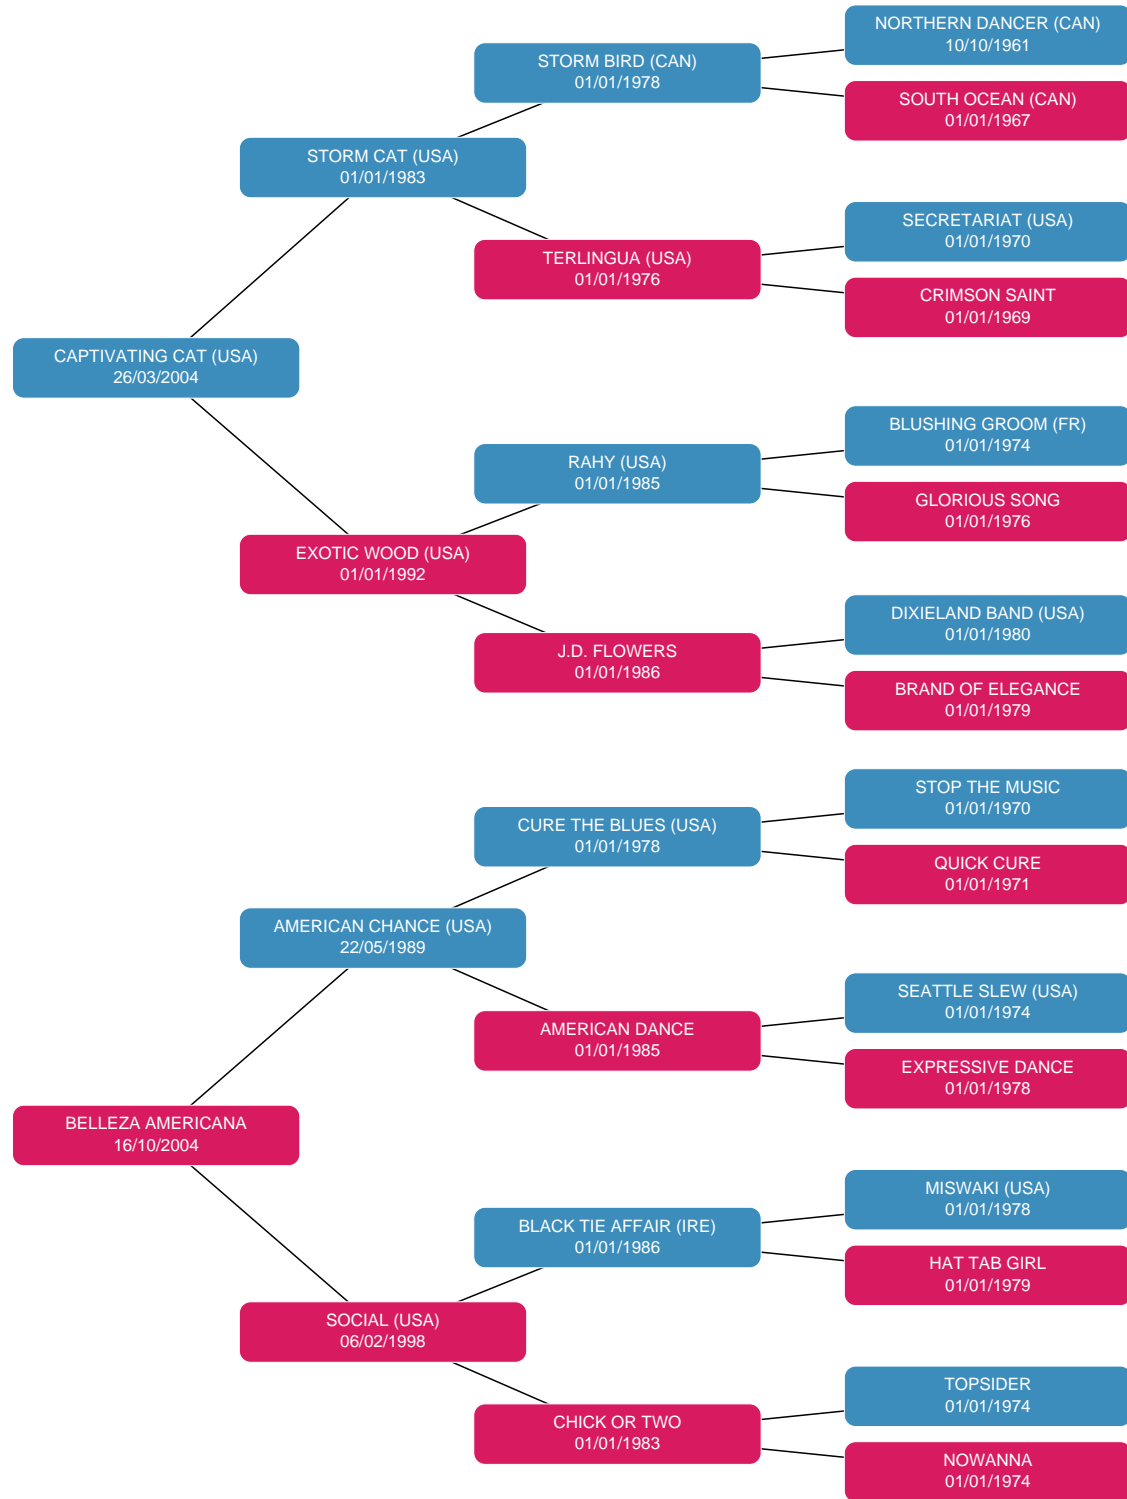 NORTHERN DANCER (CAN)
10/10/1961
STORM BIRD (CAN)
01/01/1978
SOUTH OCEAN (CAN)
01/01/1967
STORM CAT (USA)
01/01/1983
SECRETARIAT (USA)
01/01/1970
TERLINGUA (USA)
01/01/1976
CRIMSON SAINT
01/01/1969
CAPTIVATING CAT (USA)
26/03/2004
BLUSHING GROOM (FR)
01/01/1974
RAHY (USA)
01/01/1985
GLORIOUS SONG
01/01/1976
EXOTIC WOOD (USA)
01/01/1992
DIXIELAND BAND (USA)
01/01/1980
J.D. FLOWERS
01/01/1986
BRAND OF ELEGANCE
01/01/1979
STOP THE MUSIC
01/01/1970
CURE THE BLUES (USA)
01/01/1978
QUICK CURE
01/01/1971
AMERICAN CHANCE (USA)
22/05/1989
SEATTLE SLEW (USA)
01/01/1974
AMERICAN DANCE
01/01/1985
EXPRESSIVE DANCE
01/01/1978
BELLEZA AMERICANA
16/10/2004
MISWAKI (USA)
01/01/1978
BLACK TIE AFFAIR (IRE)
01/01/1986
HAT TAB GIRL
01/01/1979
SOCIAL (USA)
06/02/1998
TOPSIDER
01/01/1974
CHICK OR TWO
01/01/1983
NOWANNA
01/01/1974